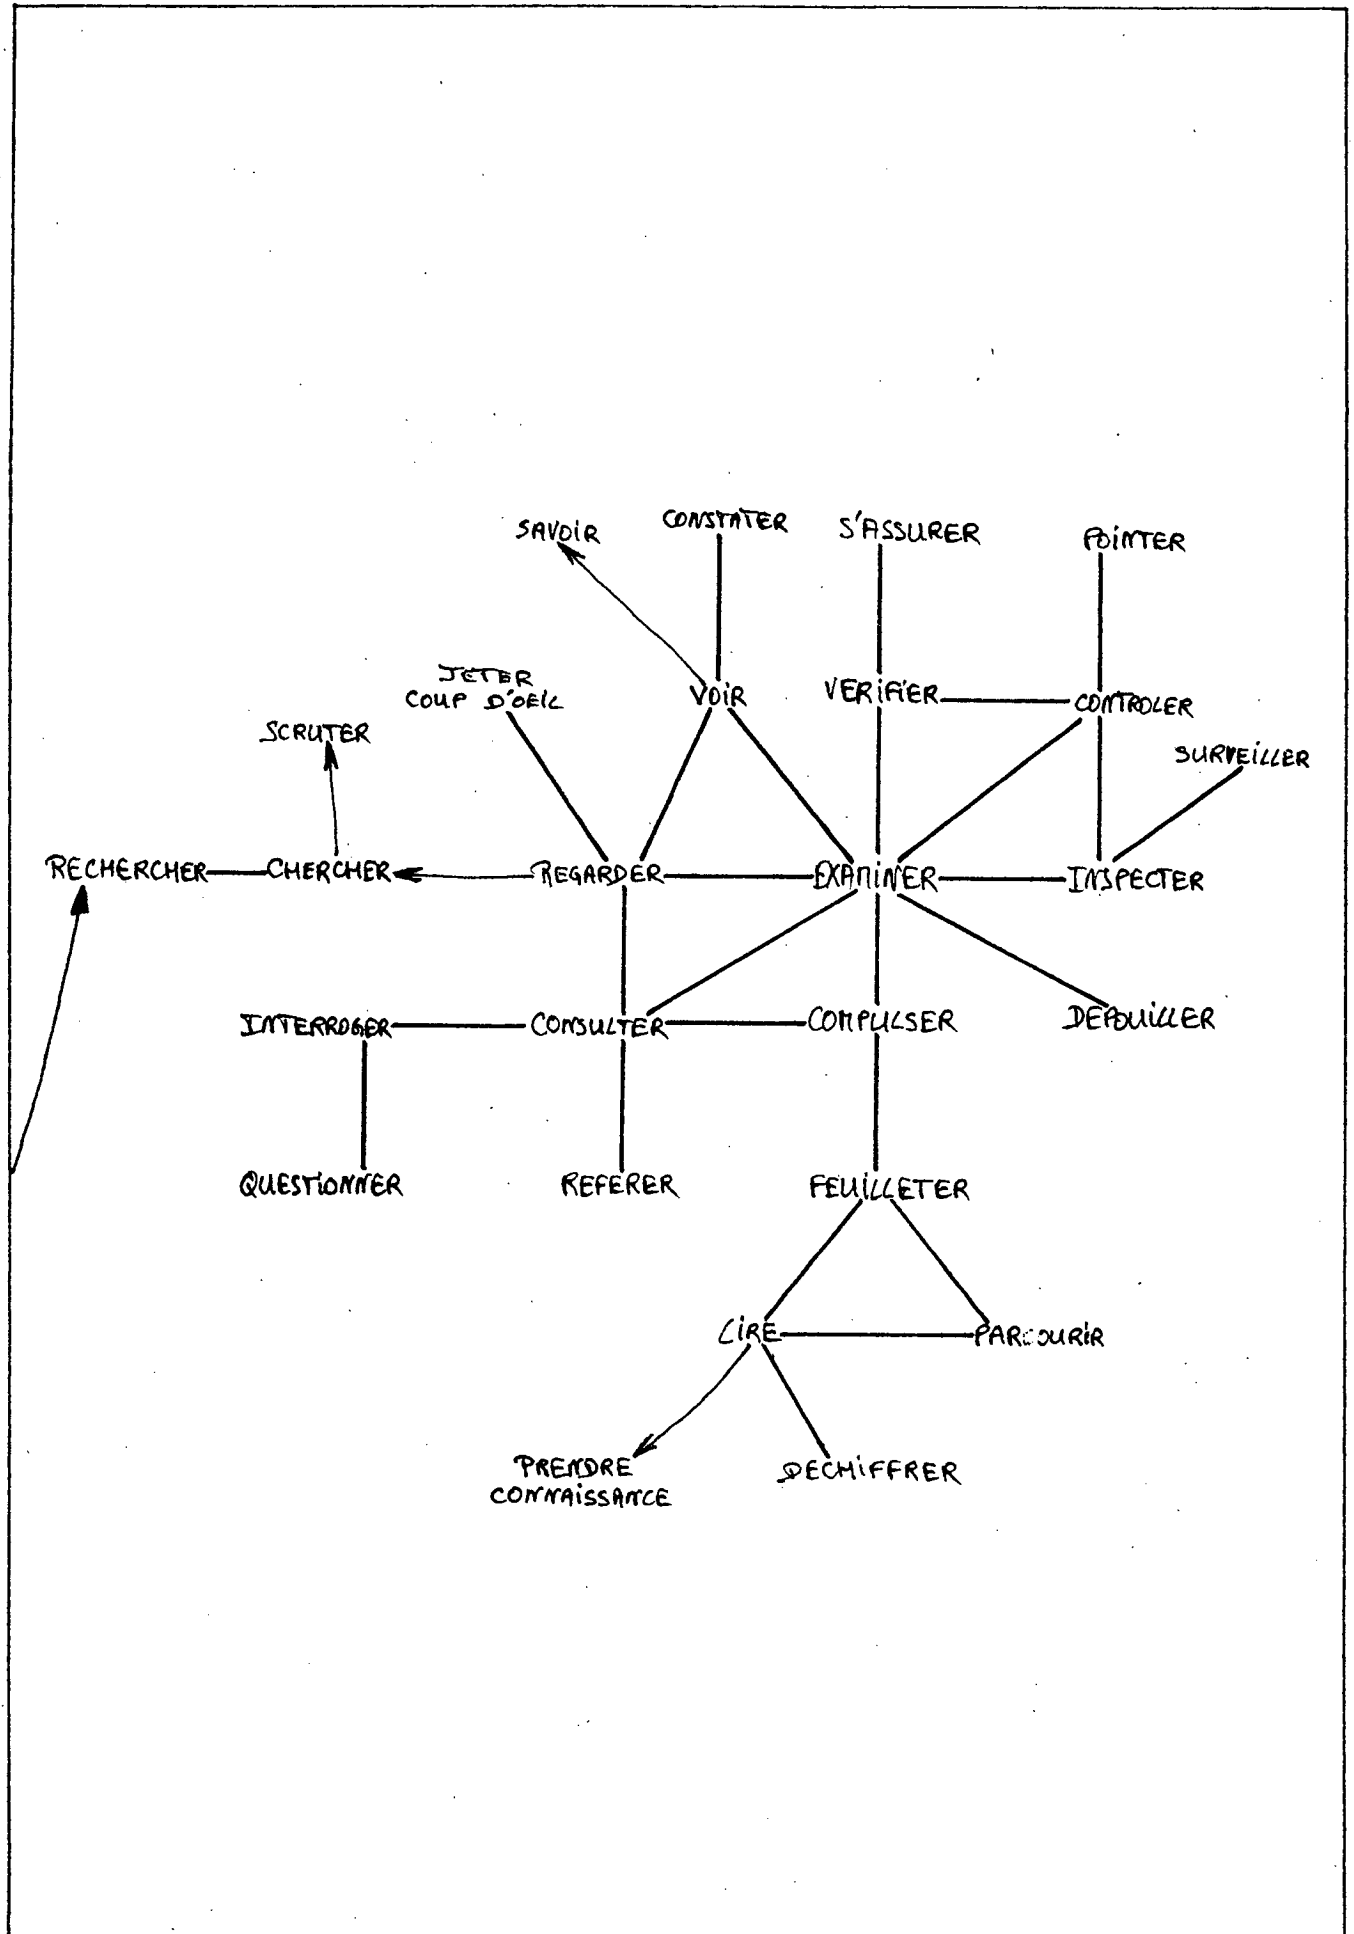 SAVOIR
CONSTATER
S'ASSURER
POINTER
JETER
COUP D'OEIL
VOIR
VERIFIER
CONTROLER
SCRUTER
SURVEILLER
RECHERCHER
CHERCHER
REGARDER
EXAMINER
INSPECTER
INTERROGER
CONSULTER
COMPULSER
DEPOUILLER
QUESTIONNER
REFERER
FEUILLETER
LIRE
PARCOURIR
PRENDRE
CONNAISSANCE
DECHIFFRER